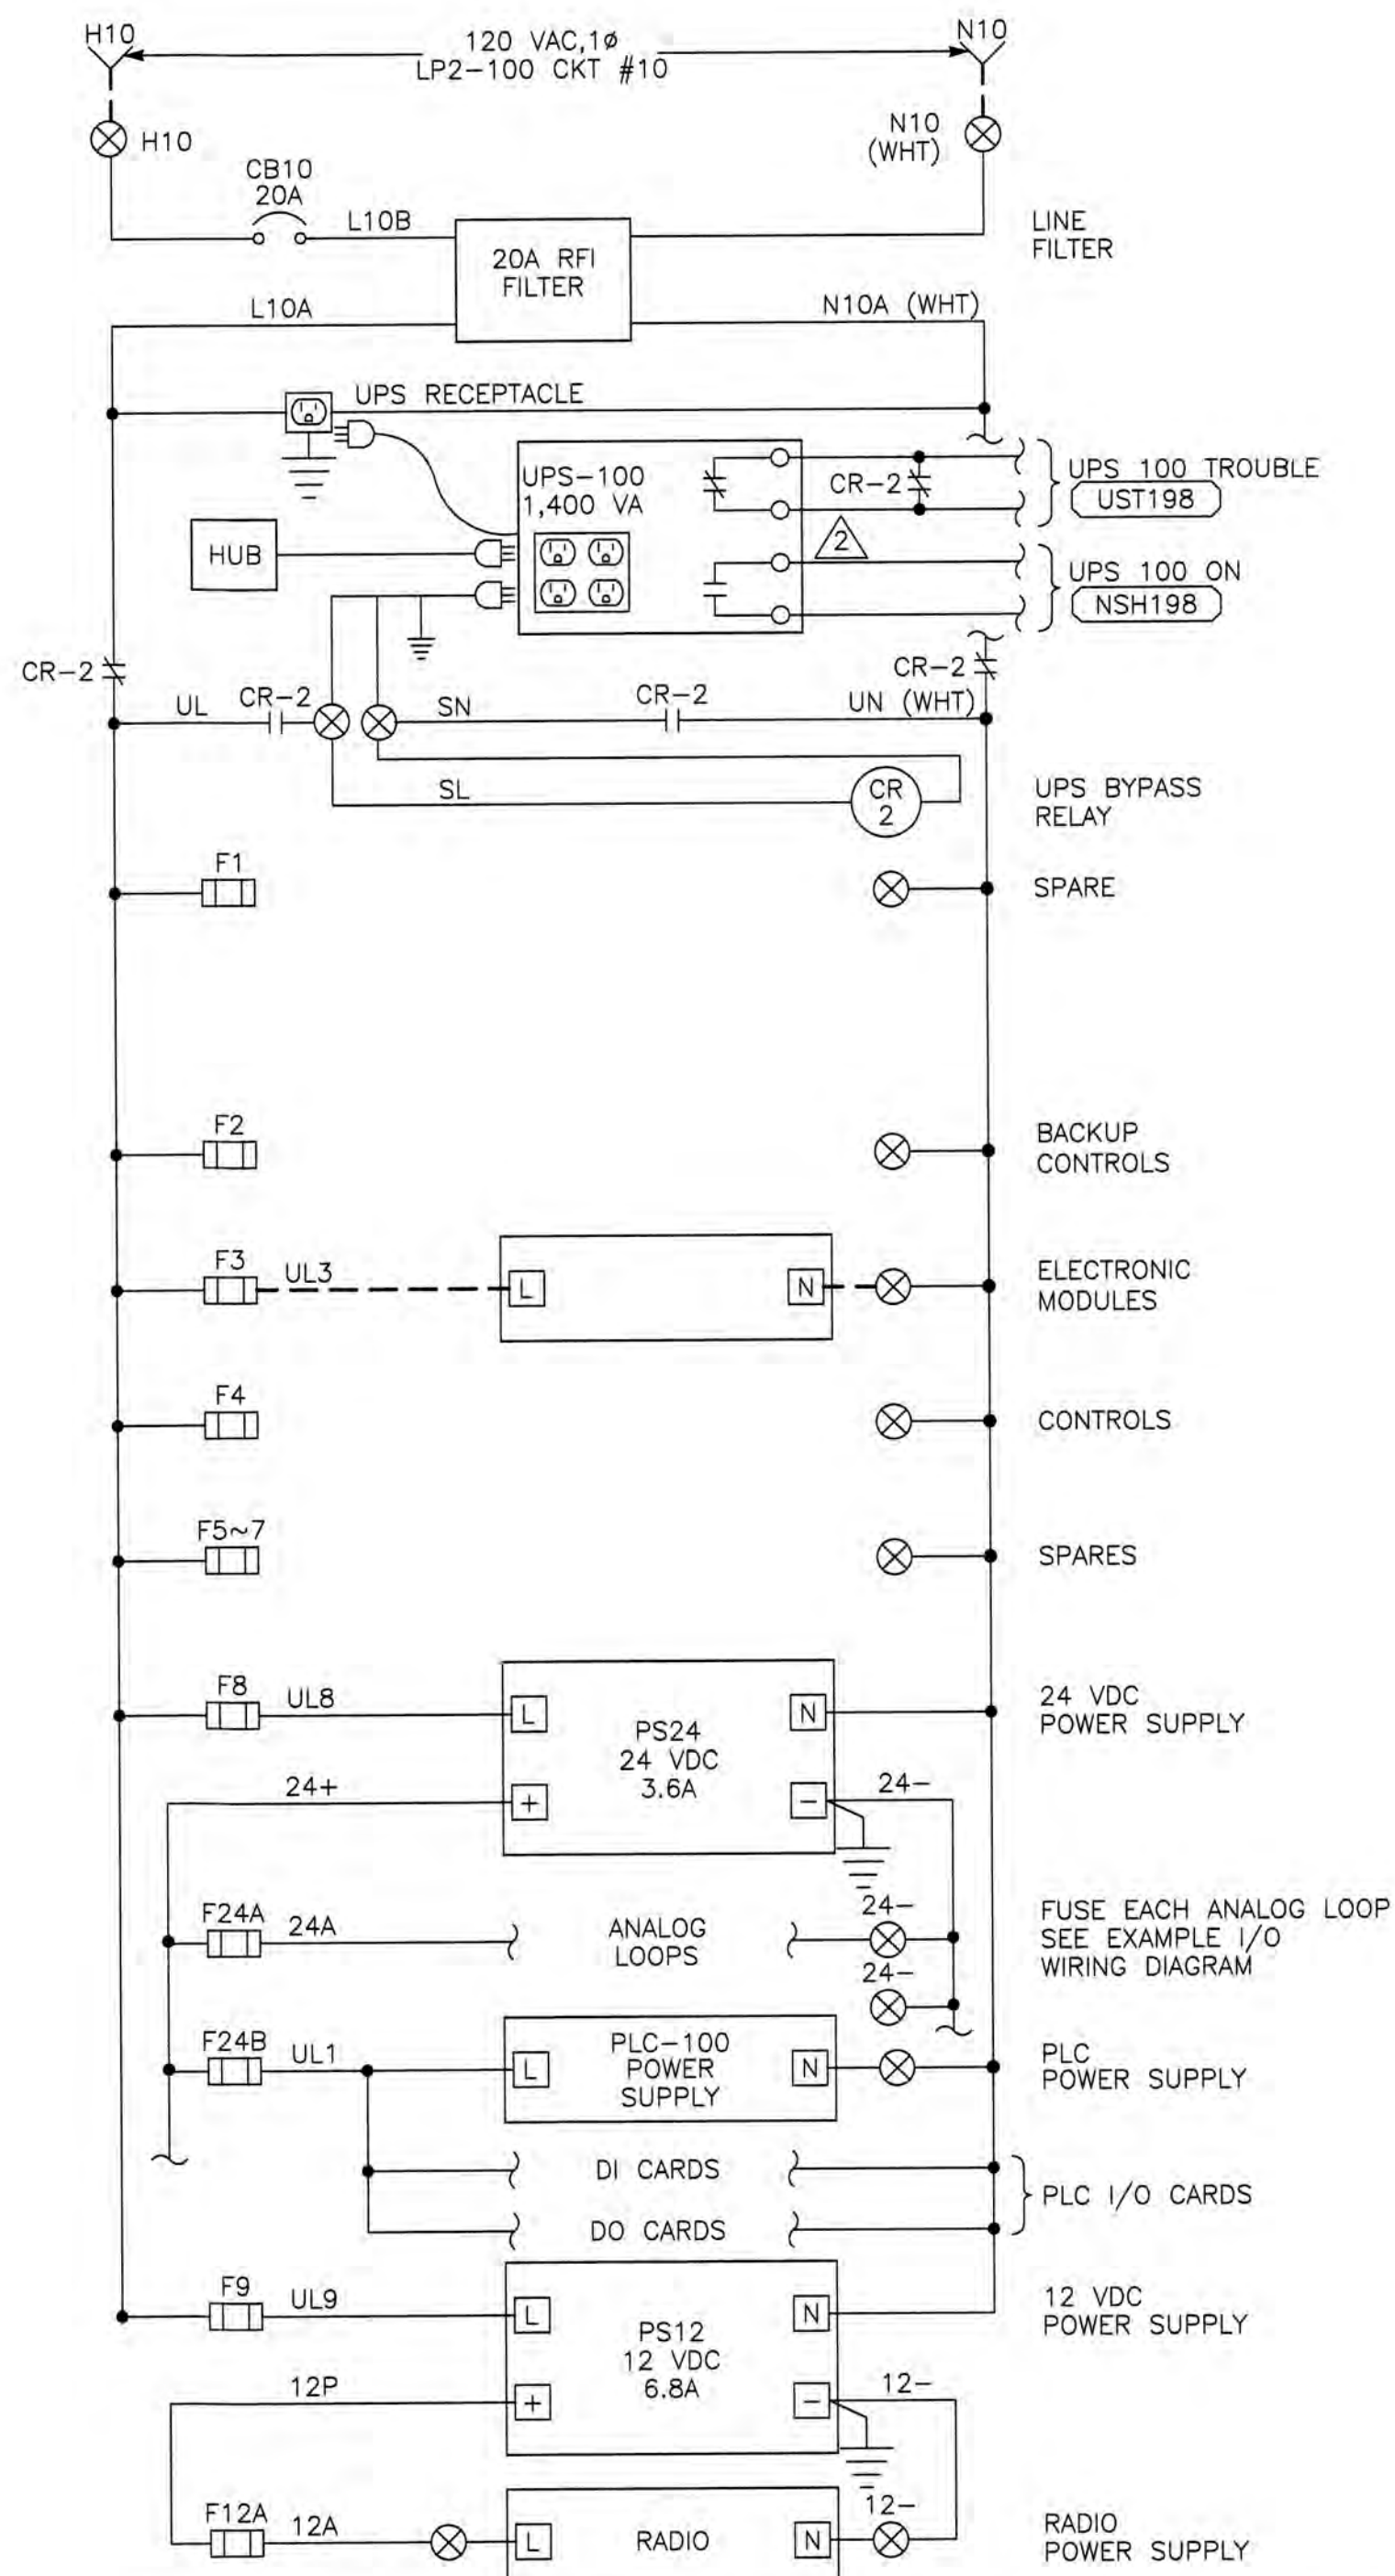 H10
120 VAC,1ø
LP2-100 CKT #10
N10
H10
N10
(WHT)
CB10
20A
L10B
20A RFI
FILTER
LINE
FILTER
L10A
N10A (WHT)
UPS RECEPTACLE
UPS-100
1,400 VA
CR-2
UPS 100 TROUBLE
UST198
2
HUB
UPS 100 ON
NSH198
CR-2
CR-2
UL
CR-2
SN
CR-2
UN (WHT)
SL
CR
2
UPS BYPASS
RELAY
F1
SPARE
F2
BACKUP
CONTROLS
F3
UL3
L
N
ELECTRONIC
MODULES
F4
CONTROLS
F5~7
SPARES
F8
UL8
L
PS24
24 VDC
3.6A
N
24 VDC
POWER SUPPLY
24+
+
-
24-
F24A
24A
ANALOG
LOOPS
24-
24-
FUSE EACH ANALOG LOOP
SEE EXAMPLE I/O
WIRING DIAGRAM
F24B
UL1
L
PLC-100
POWER
SUPPLY
N
PLC
POWER SUPPLY
DI CARDS
DO CARDS
PLC I/O CARDS
F9
UL9
L
PS12
12 VDC
6.8A
N
12 VDC
POWER SUPPLY
12P
+
-
12-
F12A
12A
L
RADIO
N
12-
RADIO
POWER SUPPLY